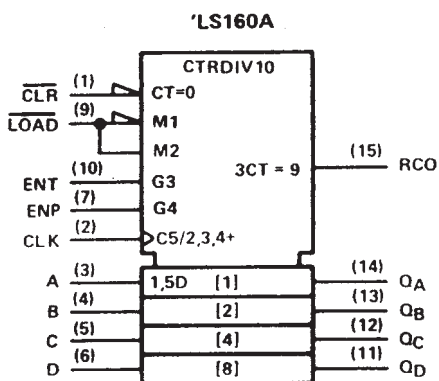 'LS160A
CTRDIV10
CLR (1) CT=0
LOAD (9) M1
M2
ENT (10) G3 3CT = 9 (15) RCO
ENP (7) G4
CLK (2) C5/2,3,4+
A (3) 1,5D [1] (14) QA
B (4) [2] (13) QB
C (5) [4] (12) QC
D (6) [8] (11) QD